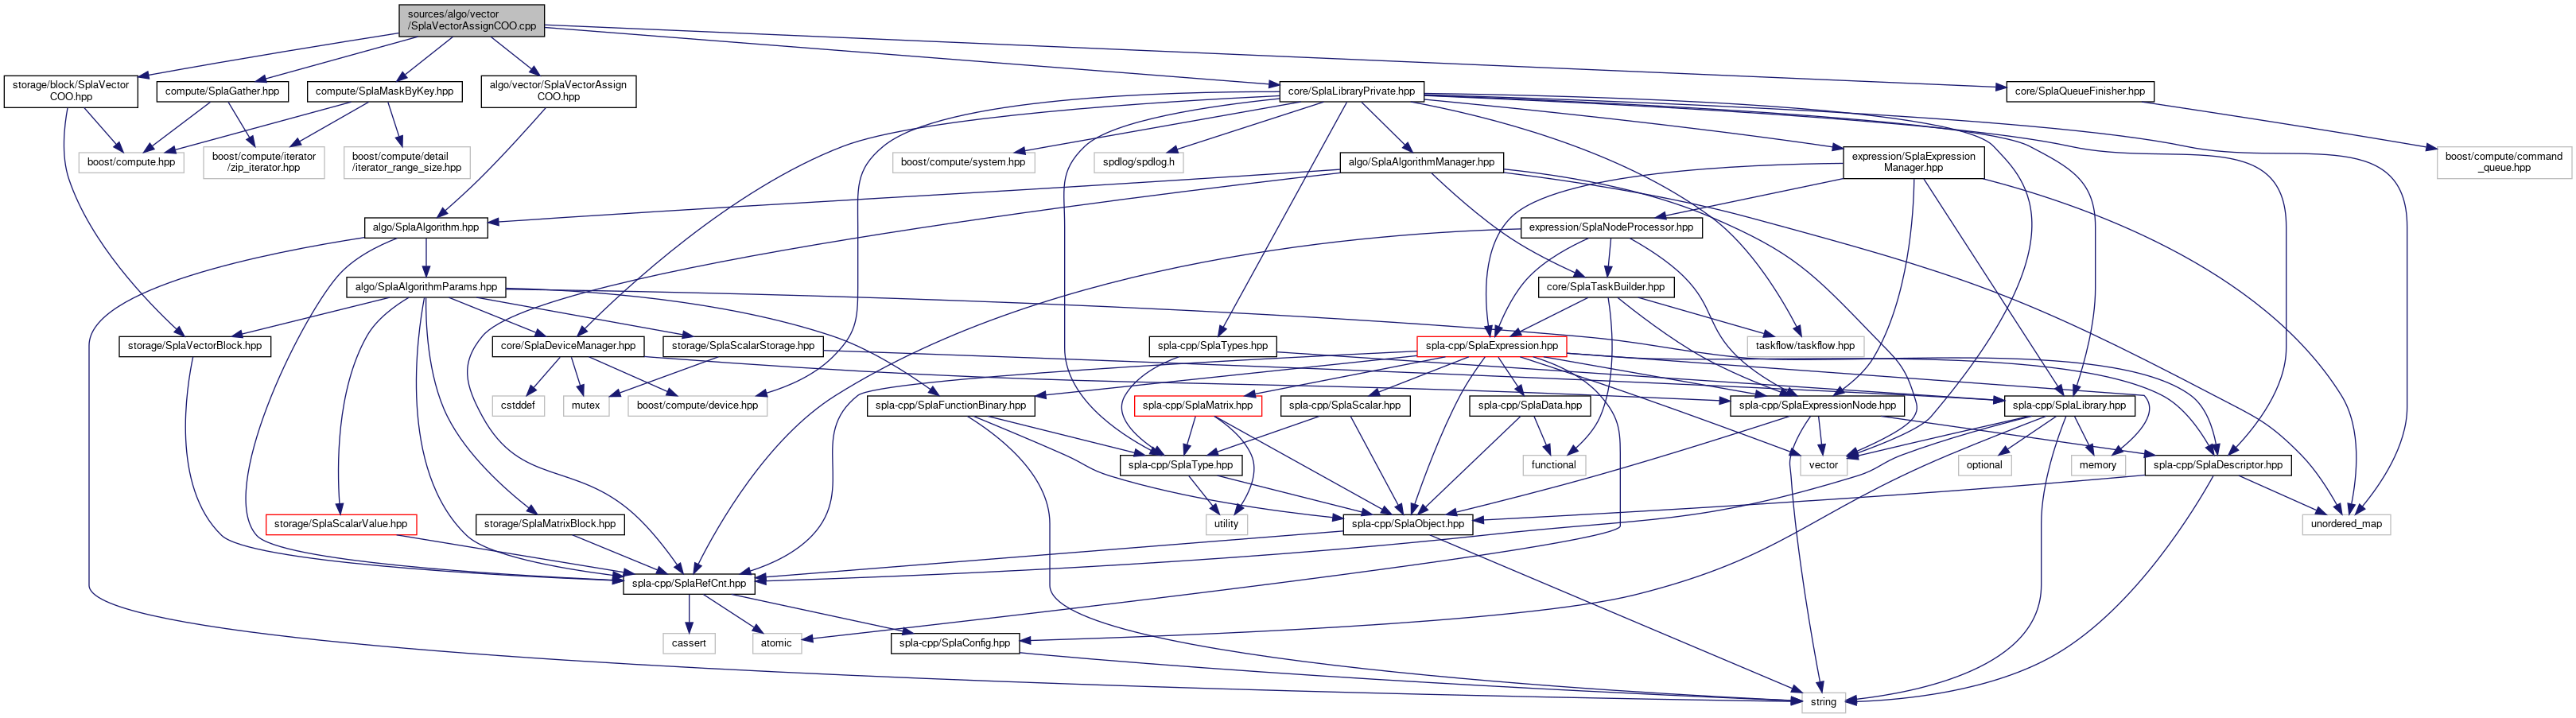 sources/algo/vector
/SplaVectorAssignCOO.cpp
storage/block/SplaVector
COO.hpp
compute/SplaGather.hpp
compute/SplaMaskByKey.hpp
algo/vector/SplaVectorAssign
COO.hpp
core/SplaLibraryPrivate.hpp
core/SplaQueueFinisher.hpp
boost/compute.hpp
boost/compute/iterator
/zip_iterator.hpp
boost/compute/detail
/iterator_range_size.hpp
boost/compute/system.hpp
spdlog/spdlog.h
algo/SplaAlgorithmManager.hpp
expression/SplaExpression
Manager.hpp
boost/compute/command
_queue.hpp
algo/SplaAlgorithm.hpp
expression/SplaNodeProcessor.hpp
algo/SplaAlgorithmParams.hpp
core/SplaTaskBuilder.hpp
storage/SplaVectorBlock.hpp
core/SplaDeviceManager.hpp
storage/SplaScalarStorage.hpp
spla-cpp/SplaTypes.hpp
spla-cpp/SplaExpression.hpp
taskflow/taskflow.hpp
cstddef
mutex
boost/compute/device.hpp
spla-cpp/SplaFunctionBinary.hpp
spla-cpp/SplaMatrix.hpp
spla-cpp/SplaScalar.hpp
spla-cpp/SplaData.hpp
spla-cpp/SplaExpressionNode.hpp
spla-cpp/SplaLibrary.hpp
spla-cpp/SplaType.hpp
functional
vector
optional
memory
spla-cpp/SplaDescriptor.hpp
storage/SplaScalarValue.hpp
storage/SplaMatrixBlock.hpp
utility
spla-cpp/SplaObject.hpp
unordered_map
spla-cpp/SplaRefCnt.hpp
cassert
atomic
spla-cpp/SplaConfig.hpp
string